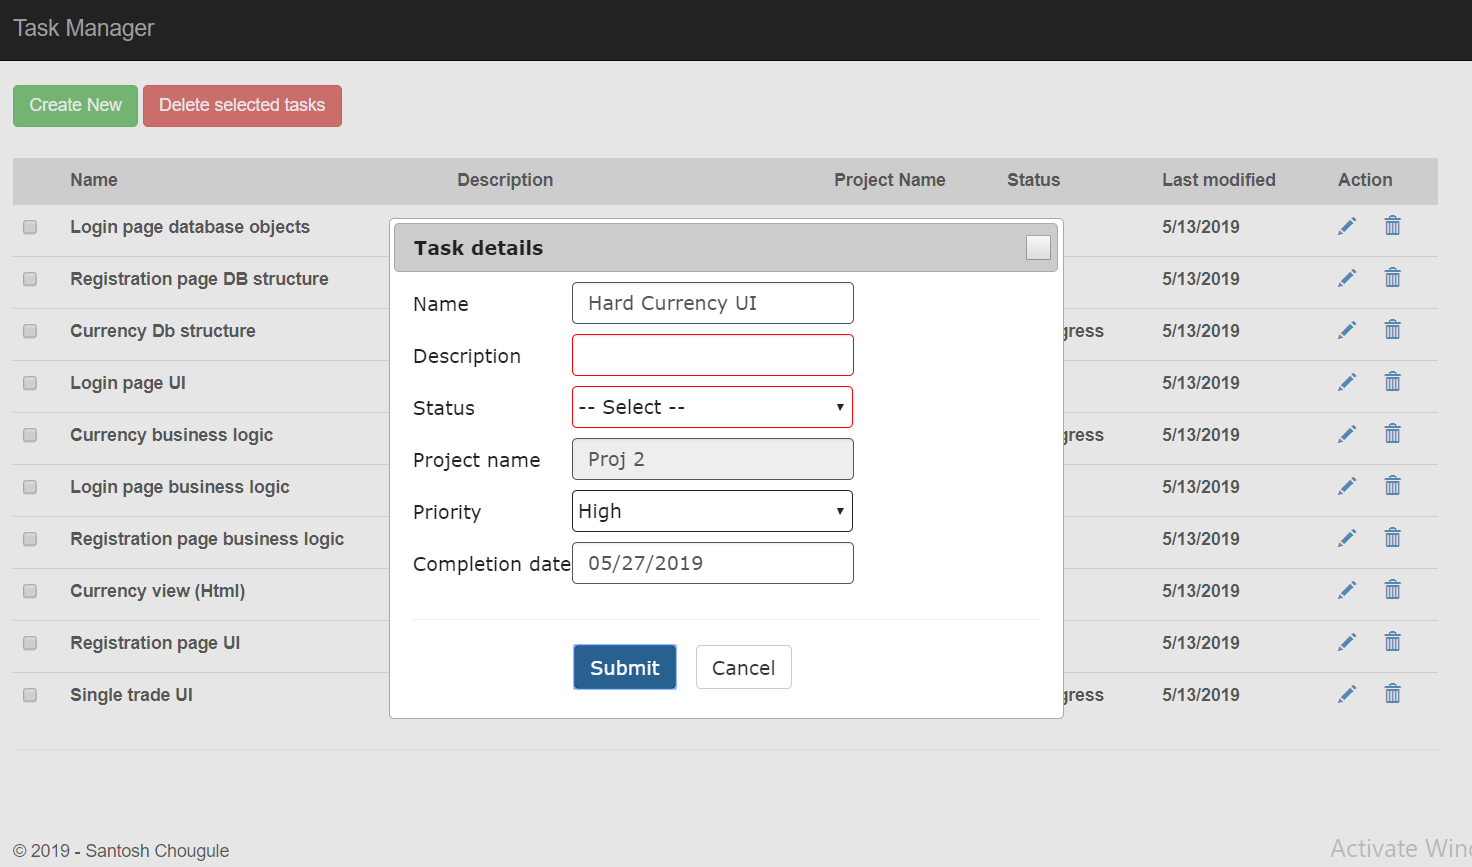 Task Manager
Create New Delete selected tasks
Name Description Project Name Status Last modified Action
Login page database objects 5/13/2019
Registration page DB structure 5/13/2019
Currency Db structure gress 5/13/2019
Login page UI 5/13/2019
Currency business logic gress 5/13/2019
Login page business logic 5/13/2019
Registration page business logic 5/13/2019
Currency view (Html) 5/13/2019
Registration page UI 5/13/2019
Single trade UI gress 5/13/2019
Task details
Name Hard Currency UI
Description
Status -- Select --
Project name Proj 2
Priority High
Completion date 05/27/2019
Submit Cancel
© 2019 - Santosh Chougule
Activate Win